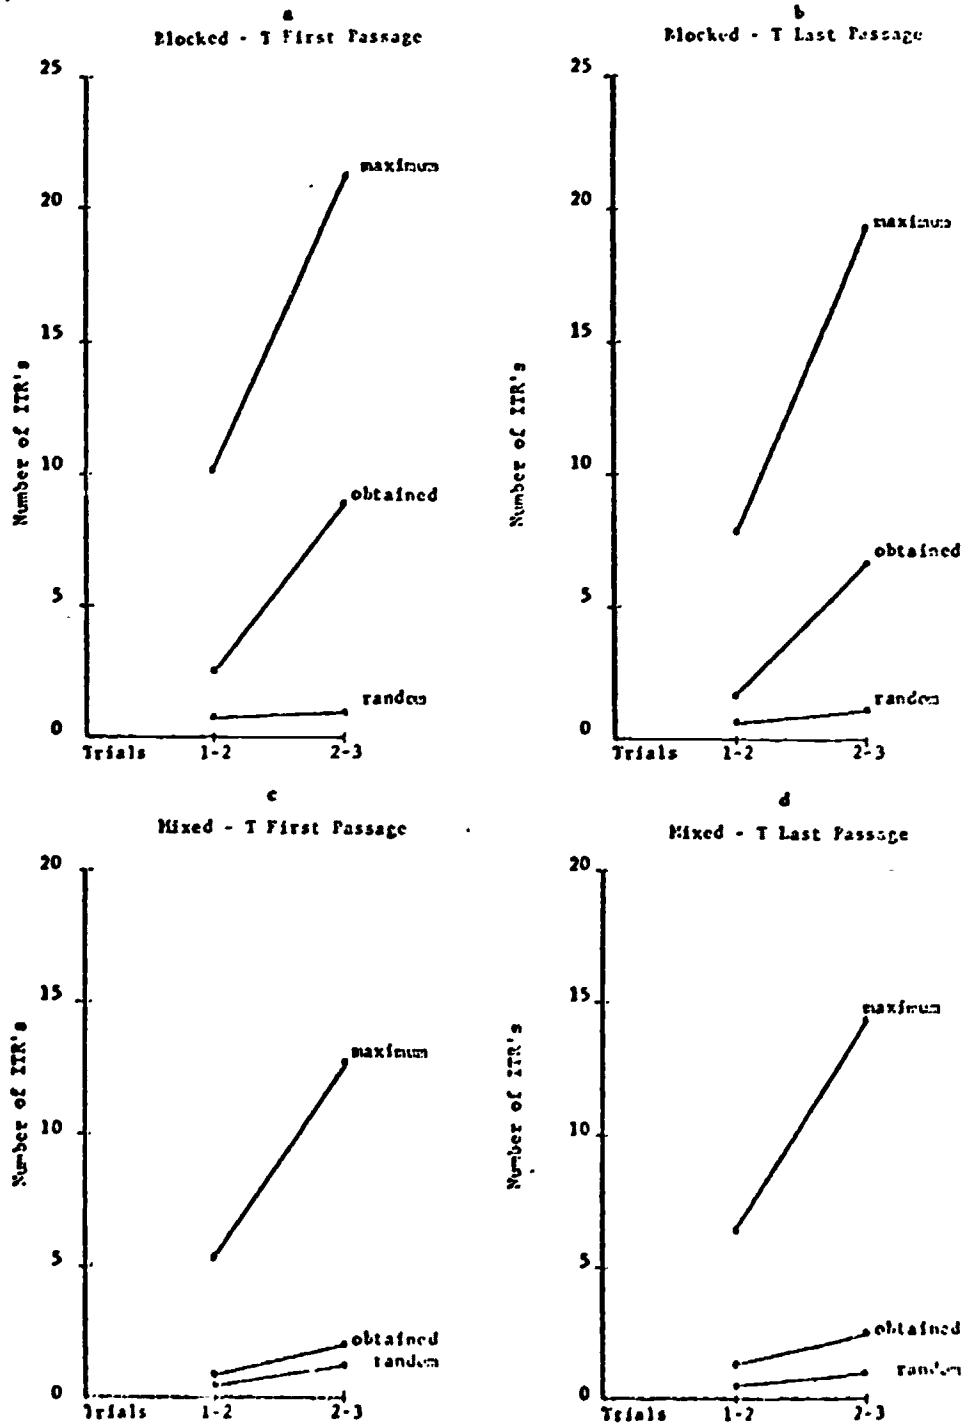 a
Blocked - T First Passage
25
20
15
10
5
0
Number of ITR's
maximum
obtained
random
Trials 1-2 2-3
b
Blocked - T Last Passage
25
20
15
10
5
0
Number of ITR's
maximum
obtained
random
Trials 1-2 2-3
c
Mixed - T First Passage
20
15
10
5
0
Number of ITR's
maximum
obtained
random
Trials 1-2 2-3
d
Mixed - T Last Passage
20
15
10
5
0
Number of ITR's
maximum
obtained
random
Trials 1-2 2-3